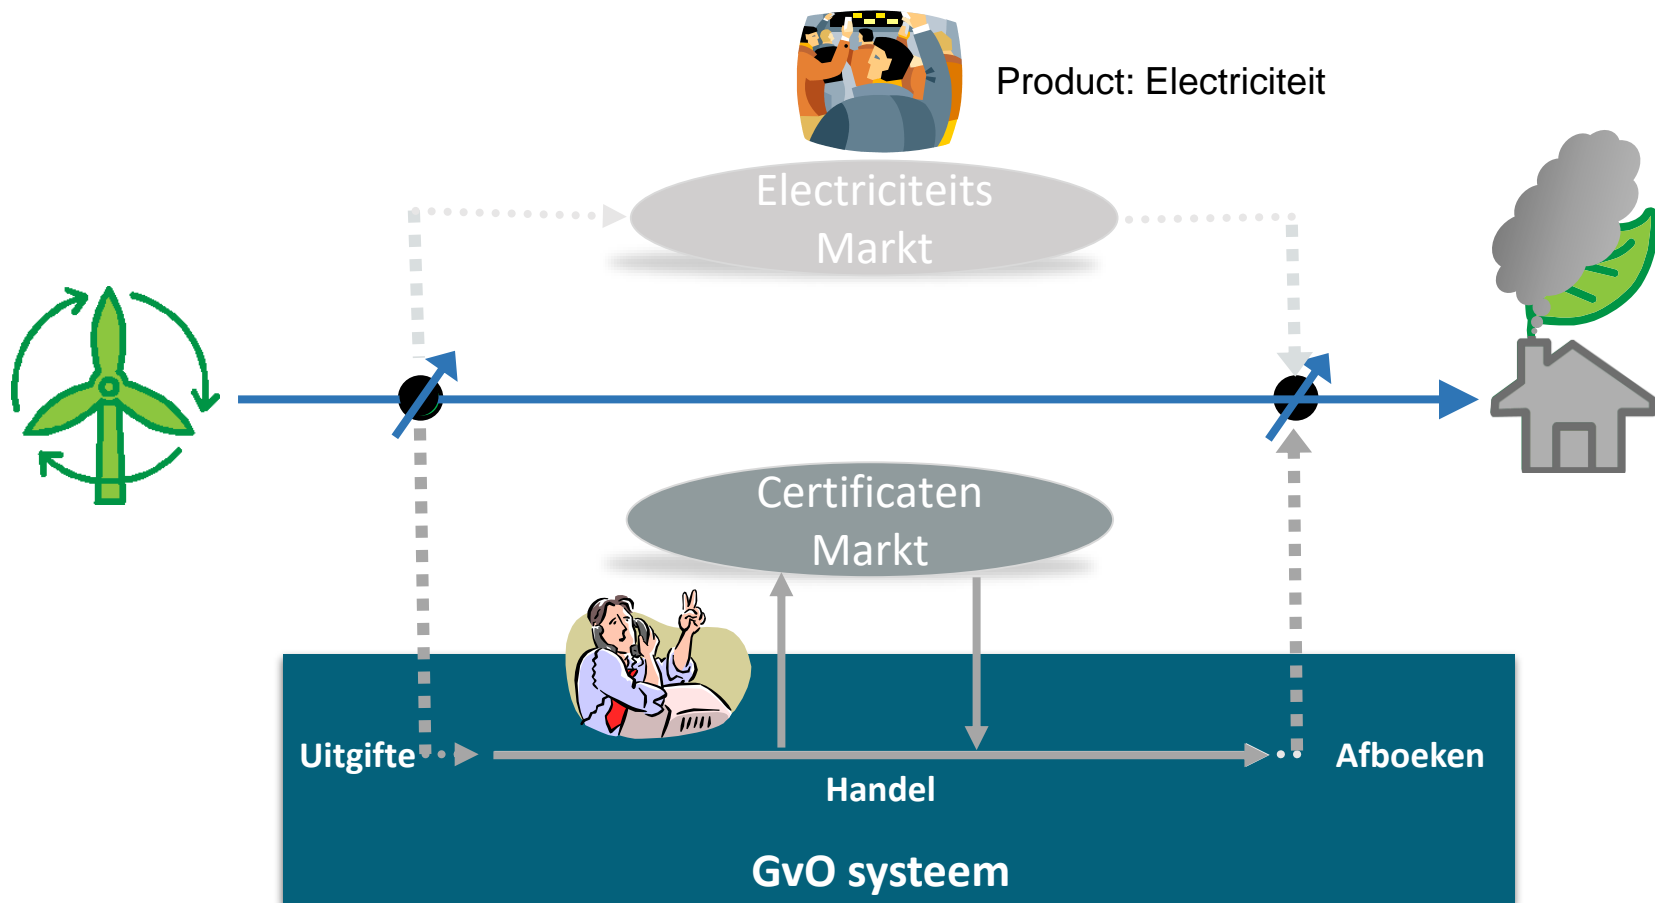 Product: Electriciteit
Electriciteits
Markt
Certificaten
Markt
Uitgifte
Afboeken
Handel
GvO systeem